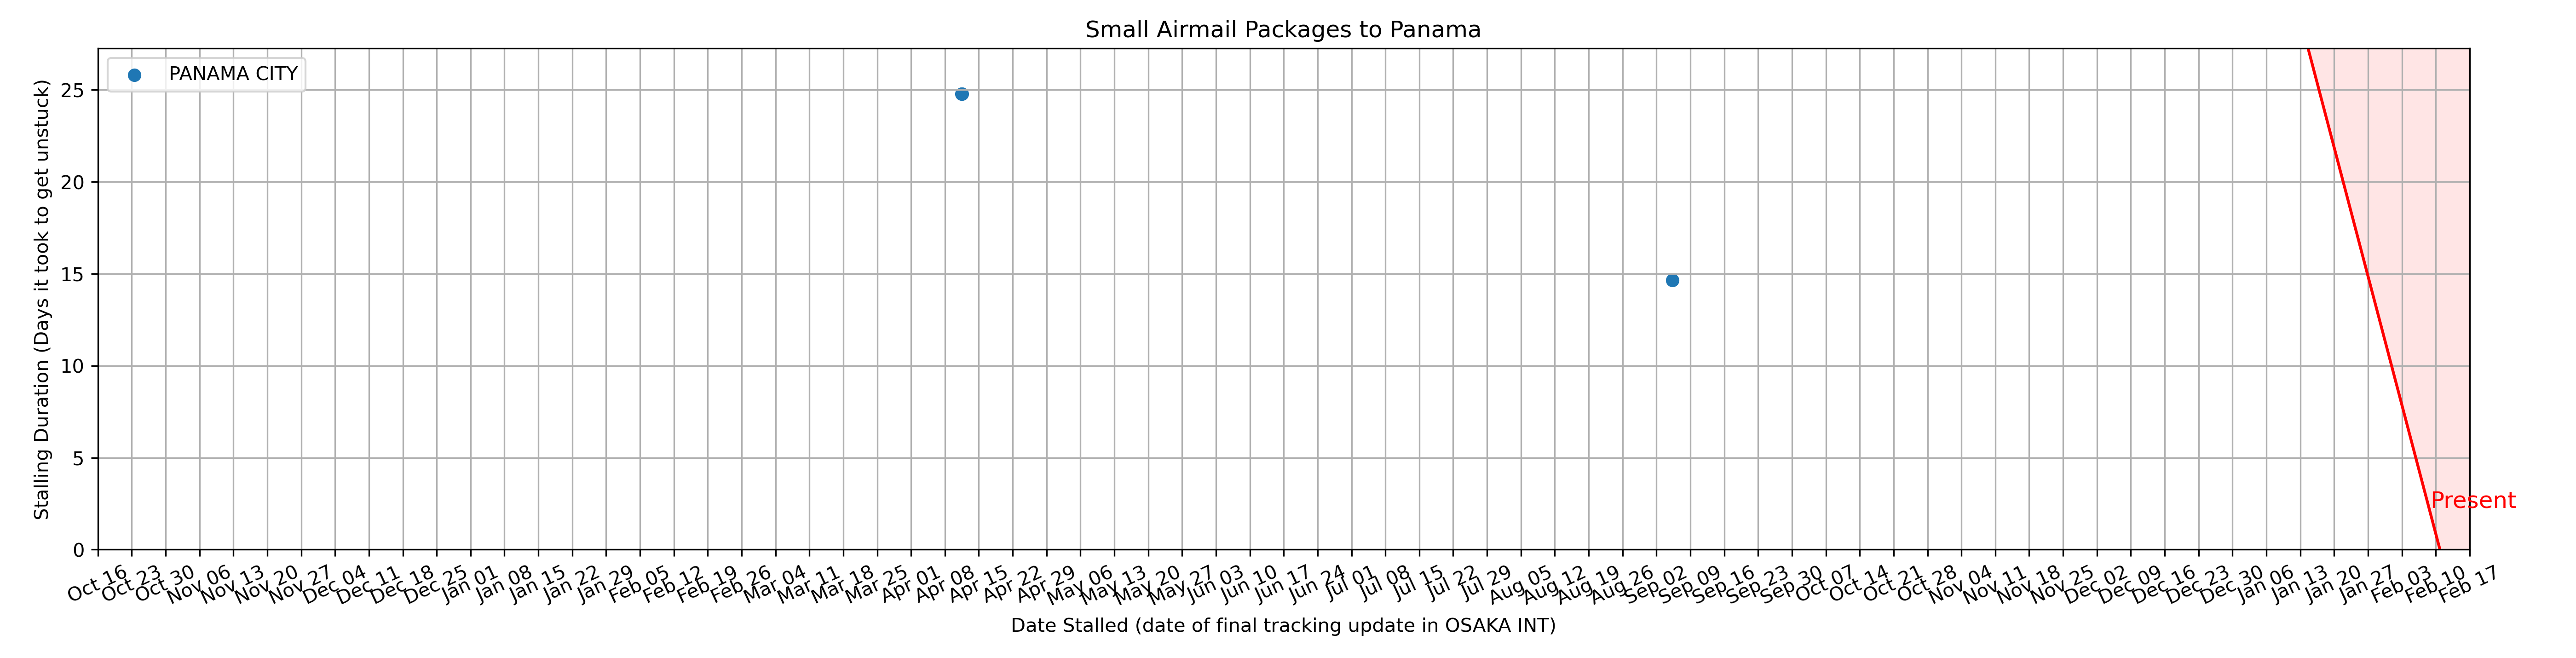 Small Airmail Packages to Panama
PANAMA CITY
Stalling Duration (Days it took to get unstuck)
25
20
15
10
5
0
Present
Oct 16 Oct 23 Oct 30 Nov 06 Nov 13 Nov 20 Nov 27 Dec 04 Dec 11 Dec 18 Dec 25 Jan 01 Jan 08 Jan 15 Jan 22 Jan 29 Feb 05 Feb 12 Feb 19 Feb 26 Mar 04 Mar 11 Mar 18 Mar 25 Apr 01 Apr 08 Apr 15 Apr 22 Apr 29 May 06 May 13 May 20 May 27 Jun 03 Jun 10 Jun 17 Jun 24 Jul 01 Jul 08 Jul 15 Jul 22 Jul 29 Aug 05 Aug 12 Aug 19 Aug 26 Sep 02 Sep 09 Sep 16 Sep 23 Sep 30 Oct 07 Oct 14 Oct 21 Oct 28 Nov 04 Nov 11 Nov 18 Nov 25 Dec 02 Dec 09 Dec 16 Dec 23 Dec 30 Jan 06 Jan 13 Jan 20 Jan 27 Feb 03 Feb 10 Feb 17
Date Stalled (date of final tracking update in OSAKA INT)